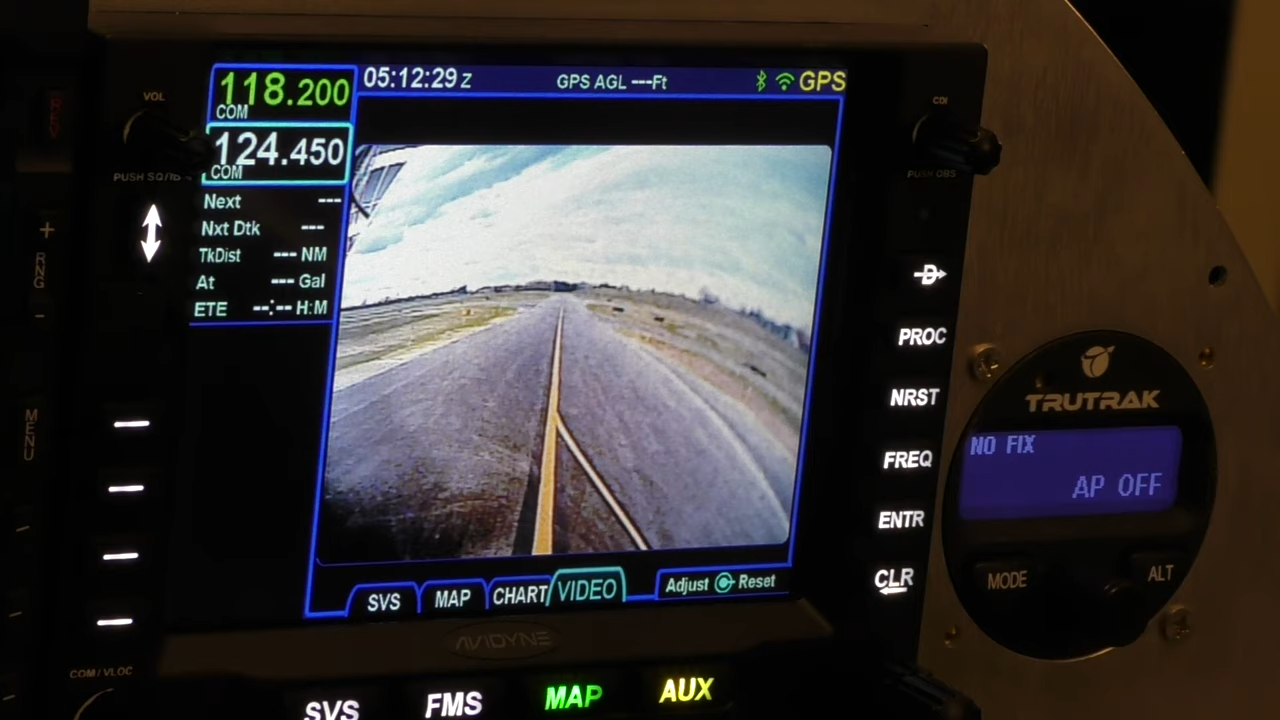 VOL
118.200
COM
05:12:29 Z
GPS AGL ---Ft
GPS
CDI
124.450
COM
PUSH OBS
Next ---
Nxt Dtk ---
TkDist --- NM
At --- Gal
ETE --:-- H:M
RNG
MENU
PROC
NRST
FREQ
ENTR
CLR
TRUTRAK
NO FIX
AP OFF
MODE
ALT
SVS
MAP
CHART
VIDEO
Adjust Reset
AVIDYNE
COM / VLOC
SVS
FMS
MAP
AUX